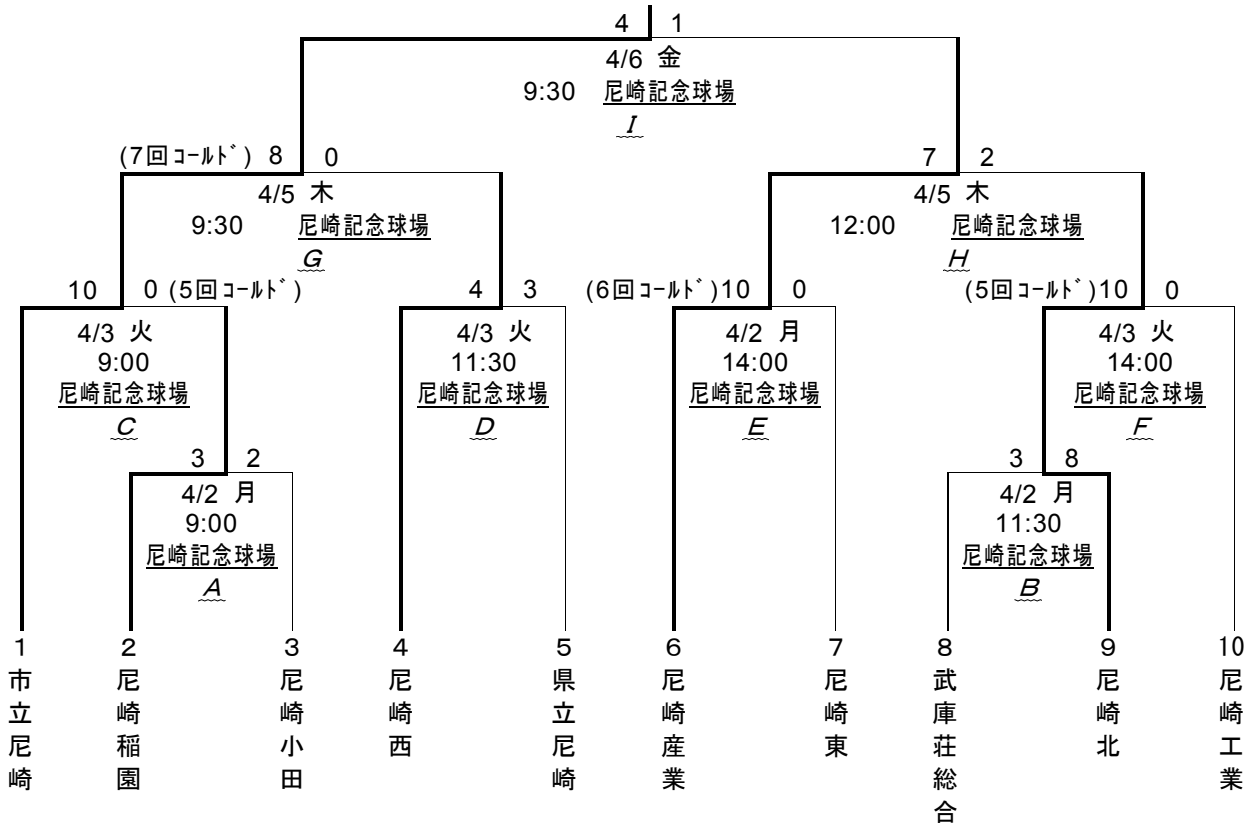 4 1
4/6 金
9:30 尼崎記念球場
I
(7回コールド) 8 0
7 2
4/5 木
9:30 尼崎記念球場
G
4/5 木
12:00 尼崎記念球場
H
10 0 (5回コールド)
4 3
(6回コールド)10 0
(5回コールド)10 0
4/3 火
9:00
尼崎記念球場
C
4/3 火
11:30
尼崎記念球場
D
4/2 月
14:00
尼崎記念球場
E
4/3 火
14:00
尼崎記念球場
F
3 2
4/2 月
9:00
尼崎記念球場
A
3 8
4/2 月
11:30
尼崎記念球場
B
1
市立尼崎
2
尼崎稲園
3
尼崎小田
4
尼崎西
5
県立尼崎
6
尼崎産業
7
尼崎東
8
武庫荘総合
9
尼崎北
10
尼崎工業